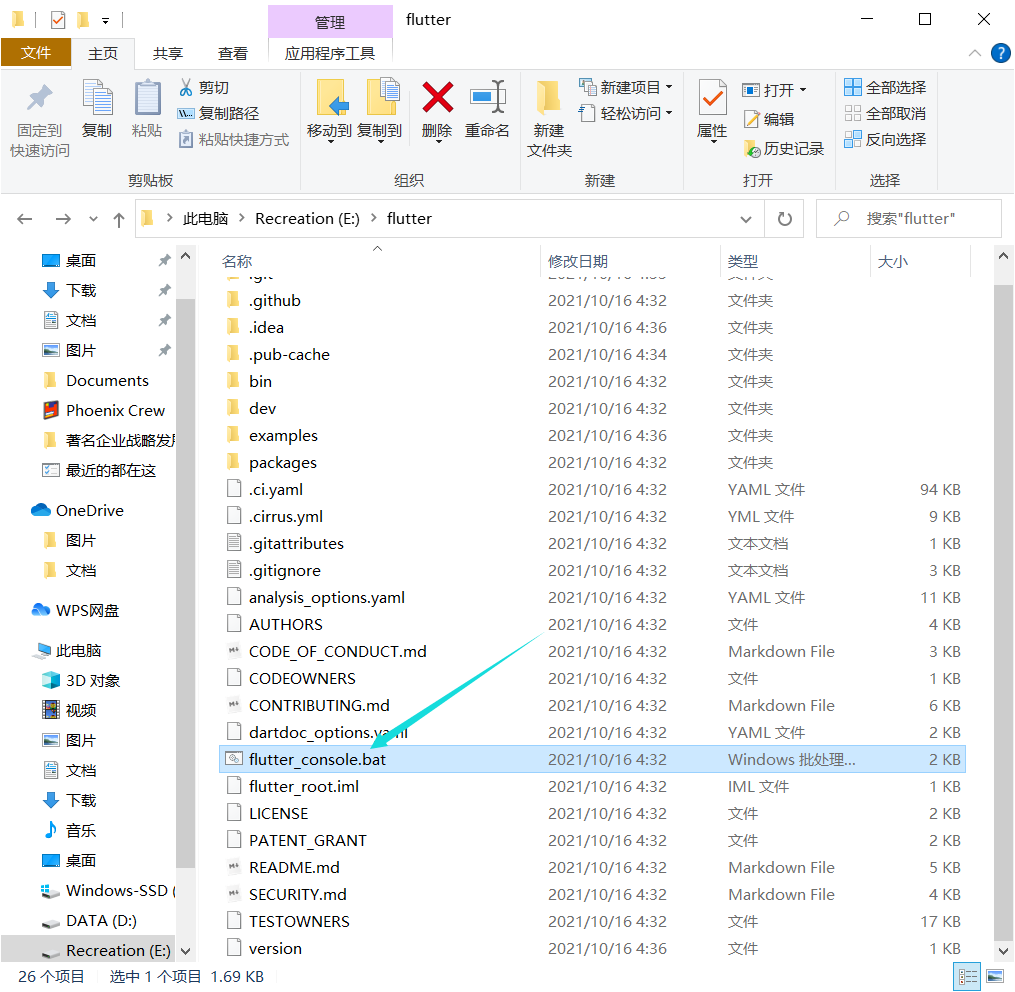 管理 flutter
文件 主页 共享 查看 应用程序工具
固定到
快速访问
复制
粘贴
剪切
复制路径
粘贴快捷方式
剪贴板
移动到 复制到 删除 重命名
组织
新建
文件夹
新建项目
轻松访问
新建
属性
打开
编辑
历史记录
打开
全部选择
全部取消
反向选择
选择
此电脑 Recreation (E:) flutter
搜索"flutter"
桌面
下载
文档
图片
Documents
Phoenix Crew
著名企业战略发
最近的都在这
OneDrive
图片
文档
WPS网盘
此电脑
3D 对象
视频
图片
文档
下载
音乐
桌面
Windows-SSD (
DATA (D:)
Recreation (E:)
名称 修改日期 类型 大小
.github 2021/10/16 4:32 文件夹
.idea 2021/10/16 4:36 文件夹
.pub-cache 2021/10/16 4:34 文件夹
bin 2021/10/16 4:32 文件夹
dev 2021/10/16 4:32 文件夹
examples 2021/10/16 4:36 文件夹
packages 2021/10/16 4:32 文件夹
.ci.yaml 2021/10/16 4:32 YAML 文件 94 KB
.cirrus.yml 2021/10/16 4:32 YML 文件 9 KB
.gitattributes 2021/10/16 4:32 文本文档 1 KB
.gitignore 2021/10/16 4:32 文本文档 3 KB
analysis_options.yaml 2021/10/16 4:32 YAML 文件 11 KB
AUTHORS 2021/10/16 4:32 文件 4 KB
CODE_OF_CONDUCT.md 2021/10/16 4:32 Markdown File 3 KB
CODEOWNERS 2021/10/16 4:32 文件 1 KB
CONTRIBUTING.md 2021/10/16 4:32 Markdown File 6 KB
dartdoc_options.yaml 2021/10/16 4:32 YAML 文件 2 KB
flutter_console.bat 2021/10/16 4:32 Windows 批处理... 2 KB
flutter_root.iml 2021/10/16 4:32 IML 文件 1 KB
LICENSE 2021/10/16 4:32 文件 2 KB
PATENT_GRANT 2021/10/16 4:32 文件 2 KB
README.md 2021/10/16 4:32 Markdown File 5 KB
SECURITY.md 2021/10/16 4:32 Markdown File 4 KB
TESTOWNERS 2021/10/16 4:32 文件 17 KB
version 2021/10/16 4:36 文件 1 KB
26 个项目 选中 1 个项目 1.69 KB